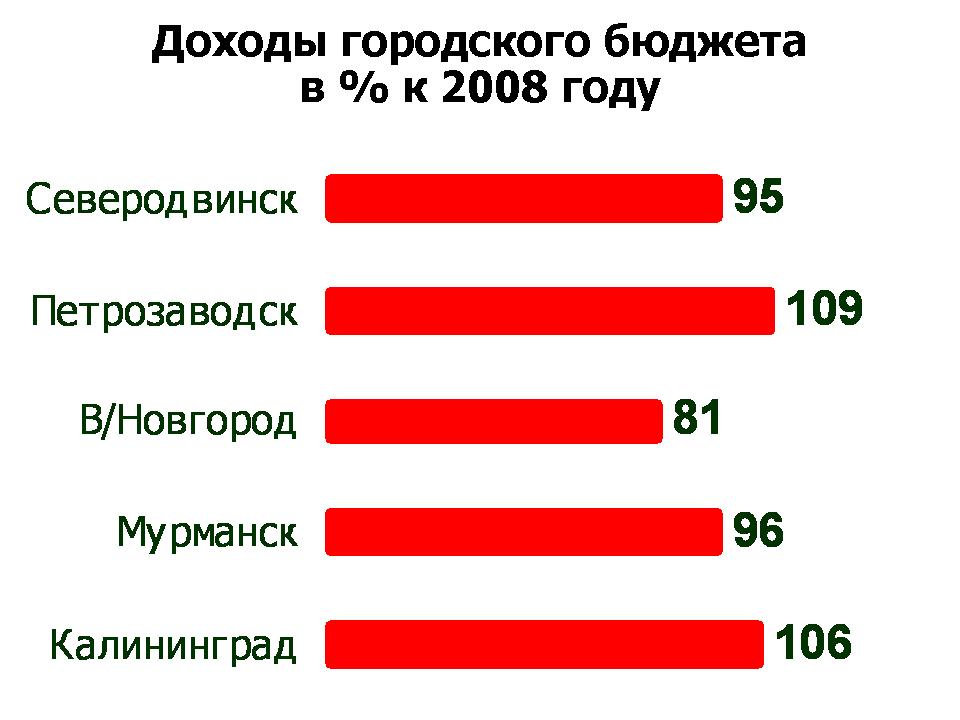 Доходы городского бюджета
в % к 2008 году
Северодвинск 95
Петрозаводск 109
В/Новгород 81
Мурманск 96
Калининград 106